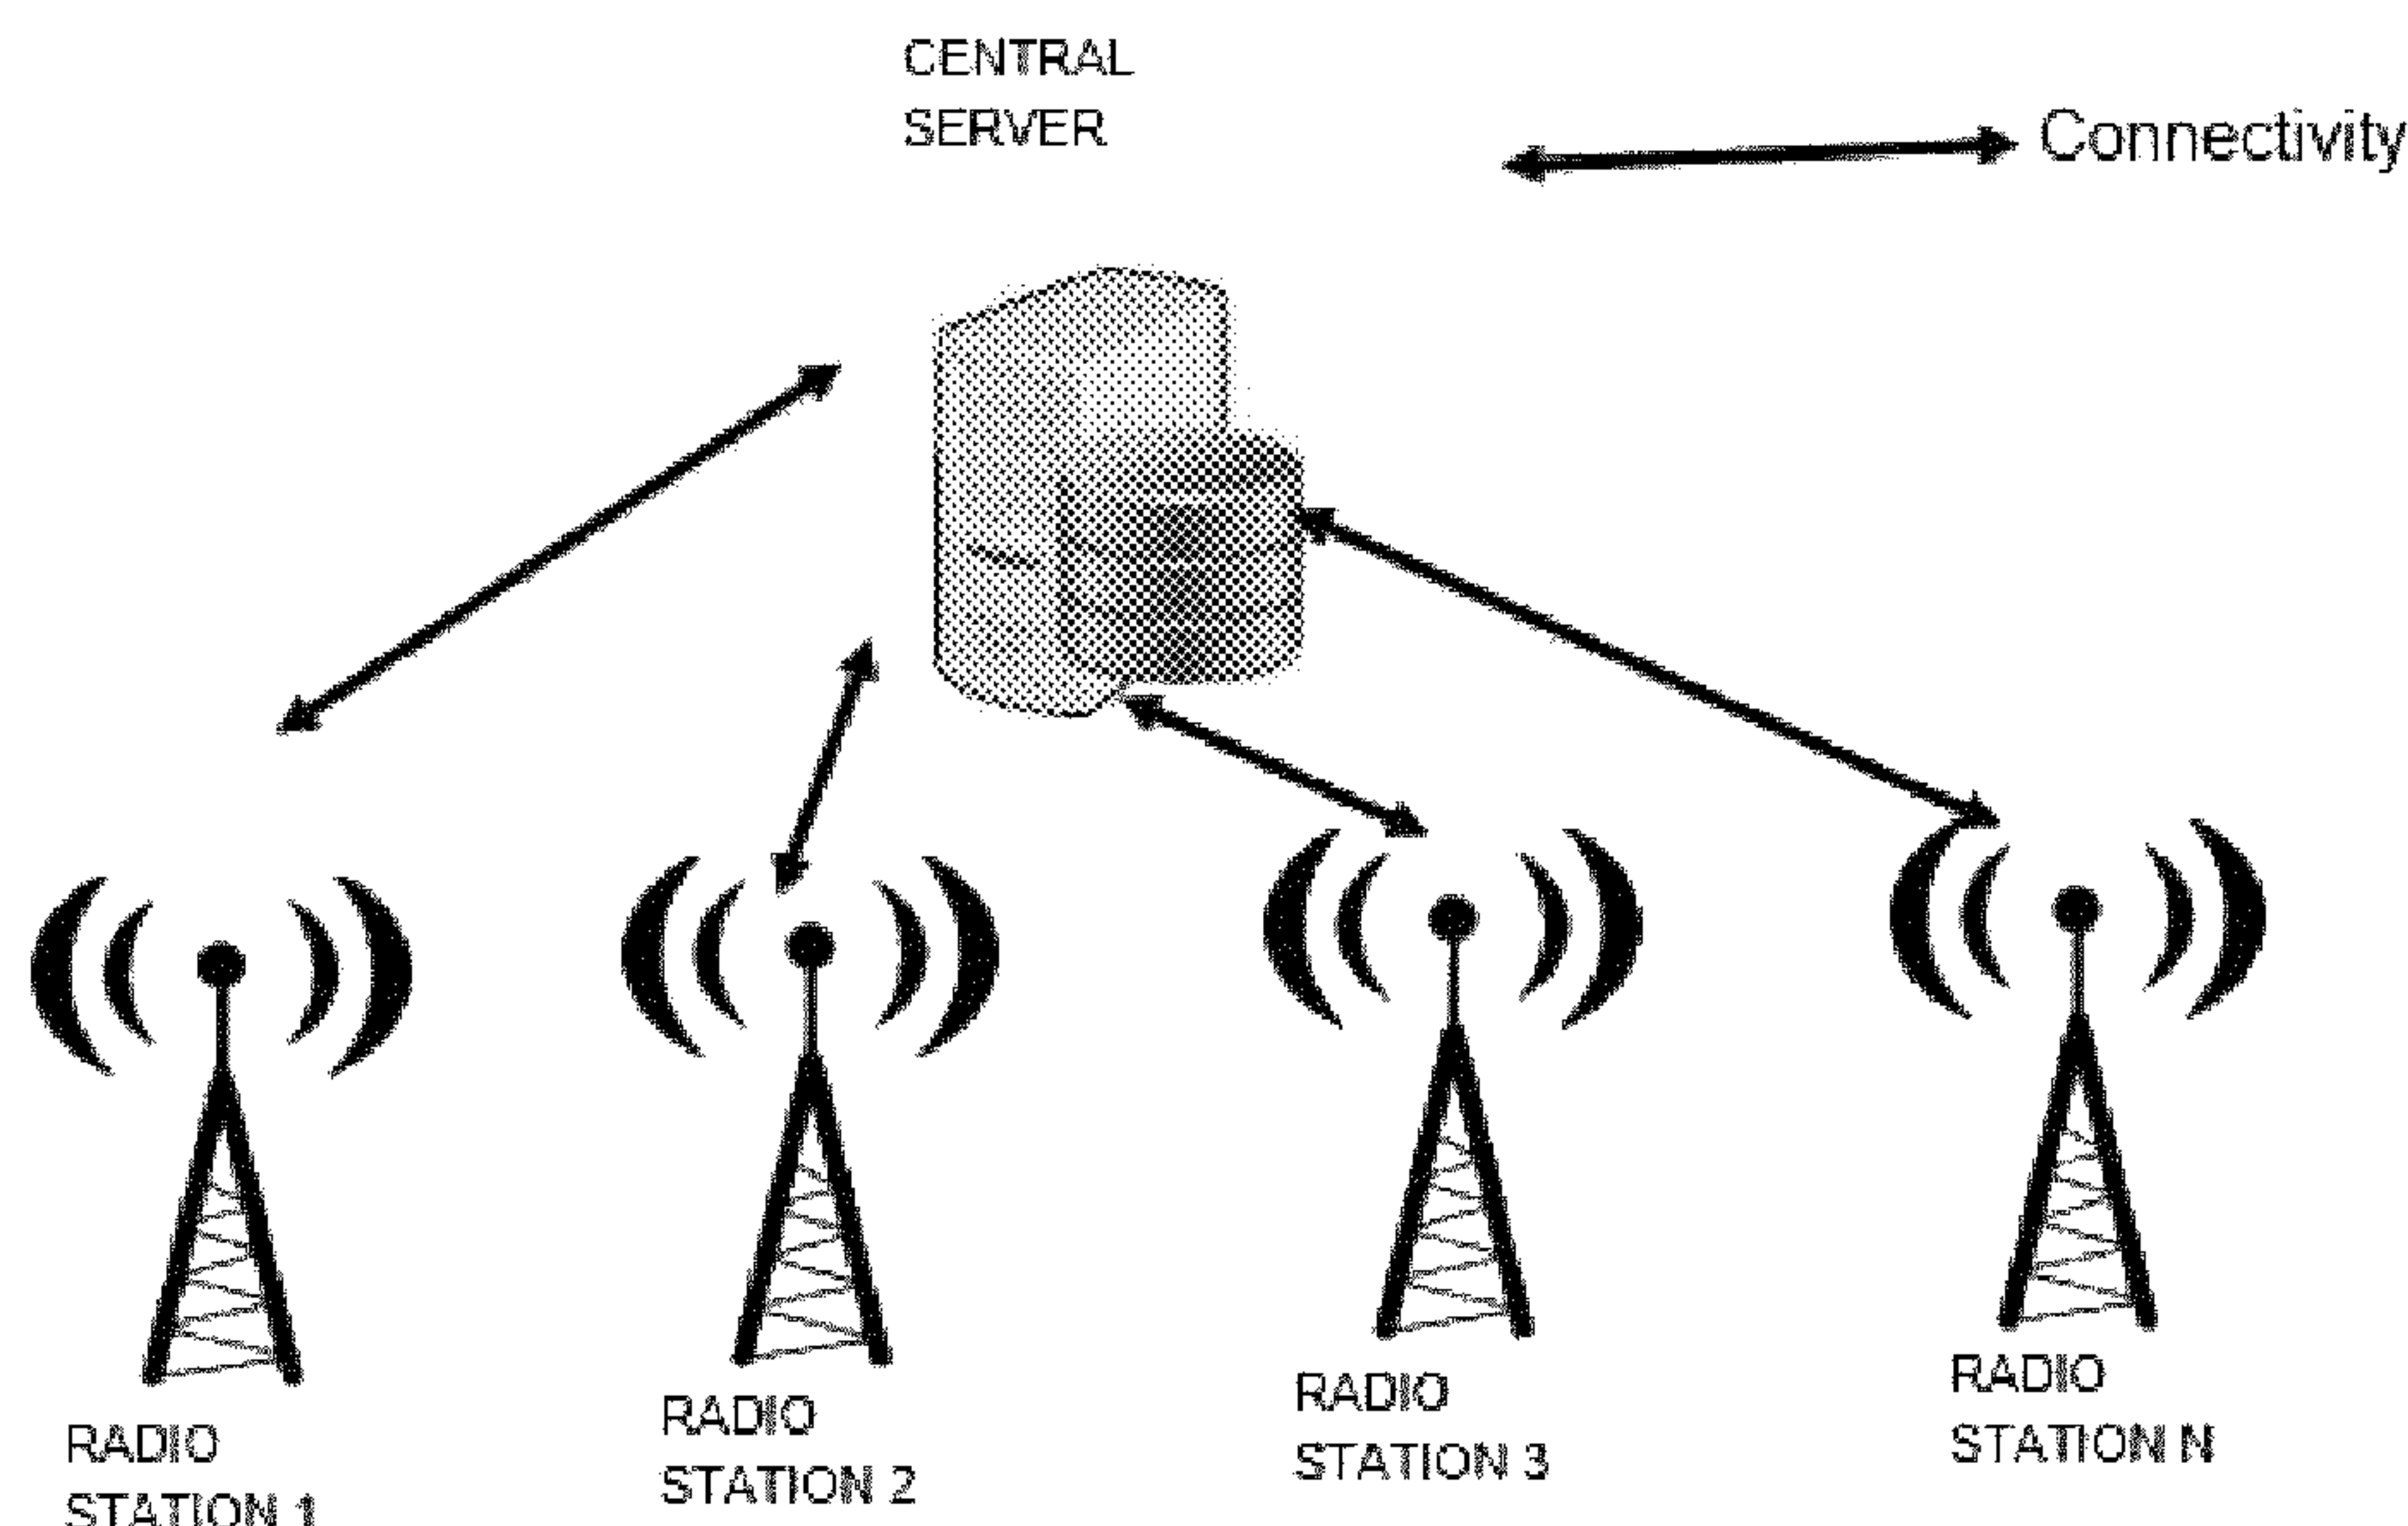 CENTRAL
SERVER
Connectivity
RADIO
STATION 1
RADIO
STATION 2
RADIO
STATION 3
RADIO
STATION N